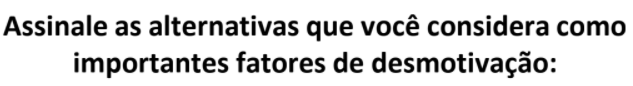 Assinale as alternativas que você considera como
importantes fatores de desmotivação: